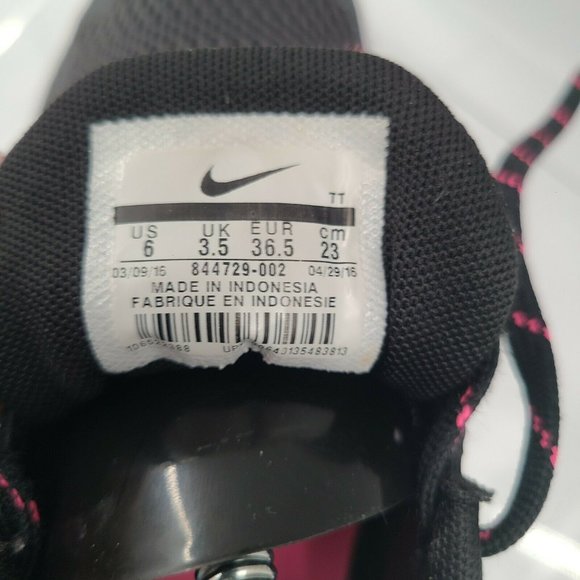 TT
US UK EUR cm
6 3.5 36.5 23
03/09/16 844729-002 04/29/16
MADE IN INDONESIA
FABRIQUE EN INDONESIE